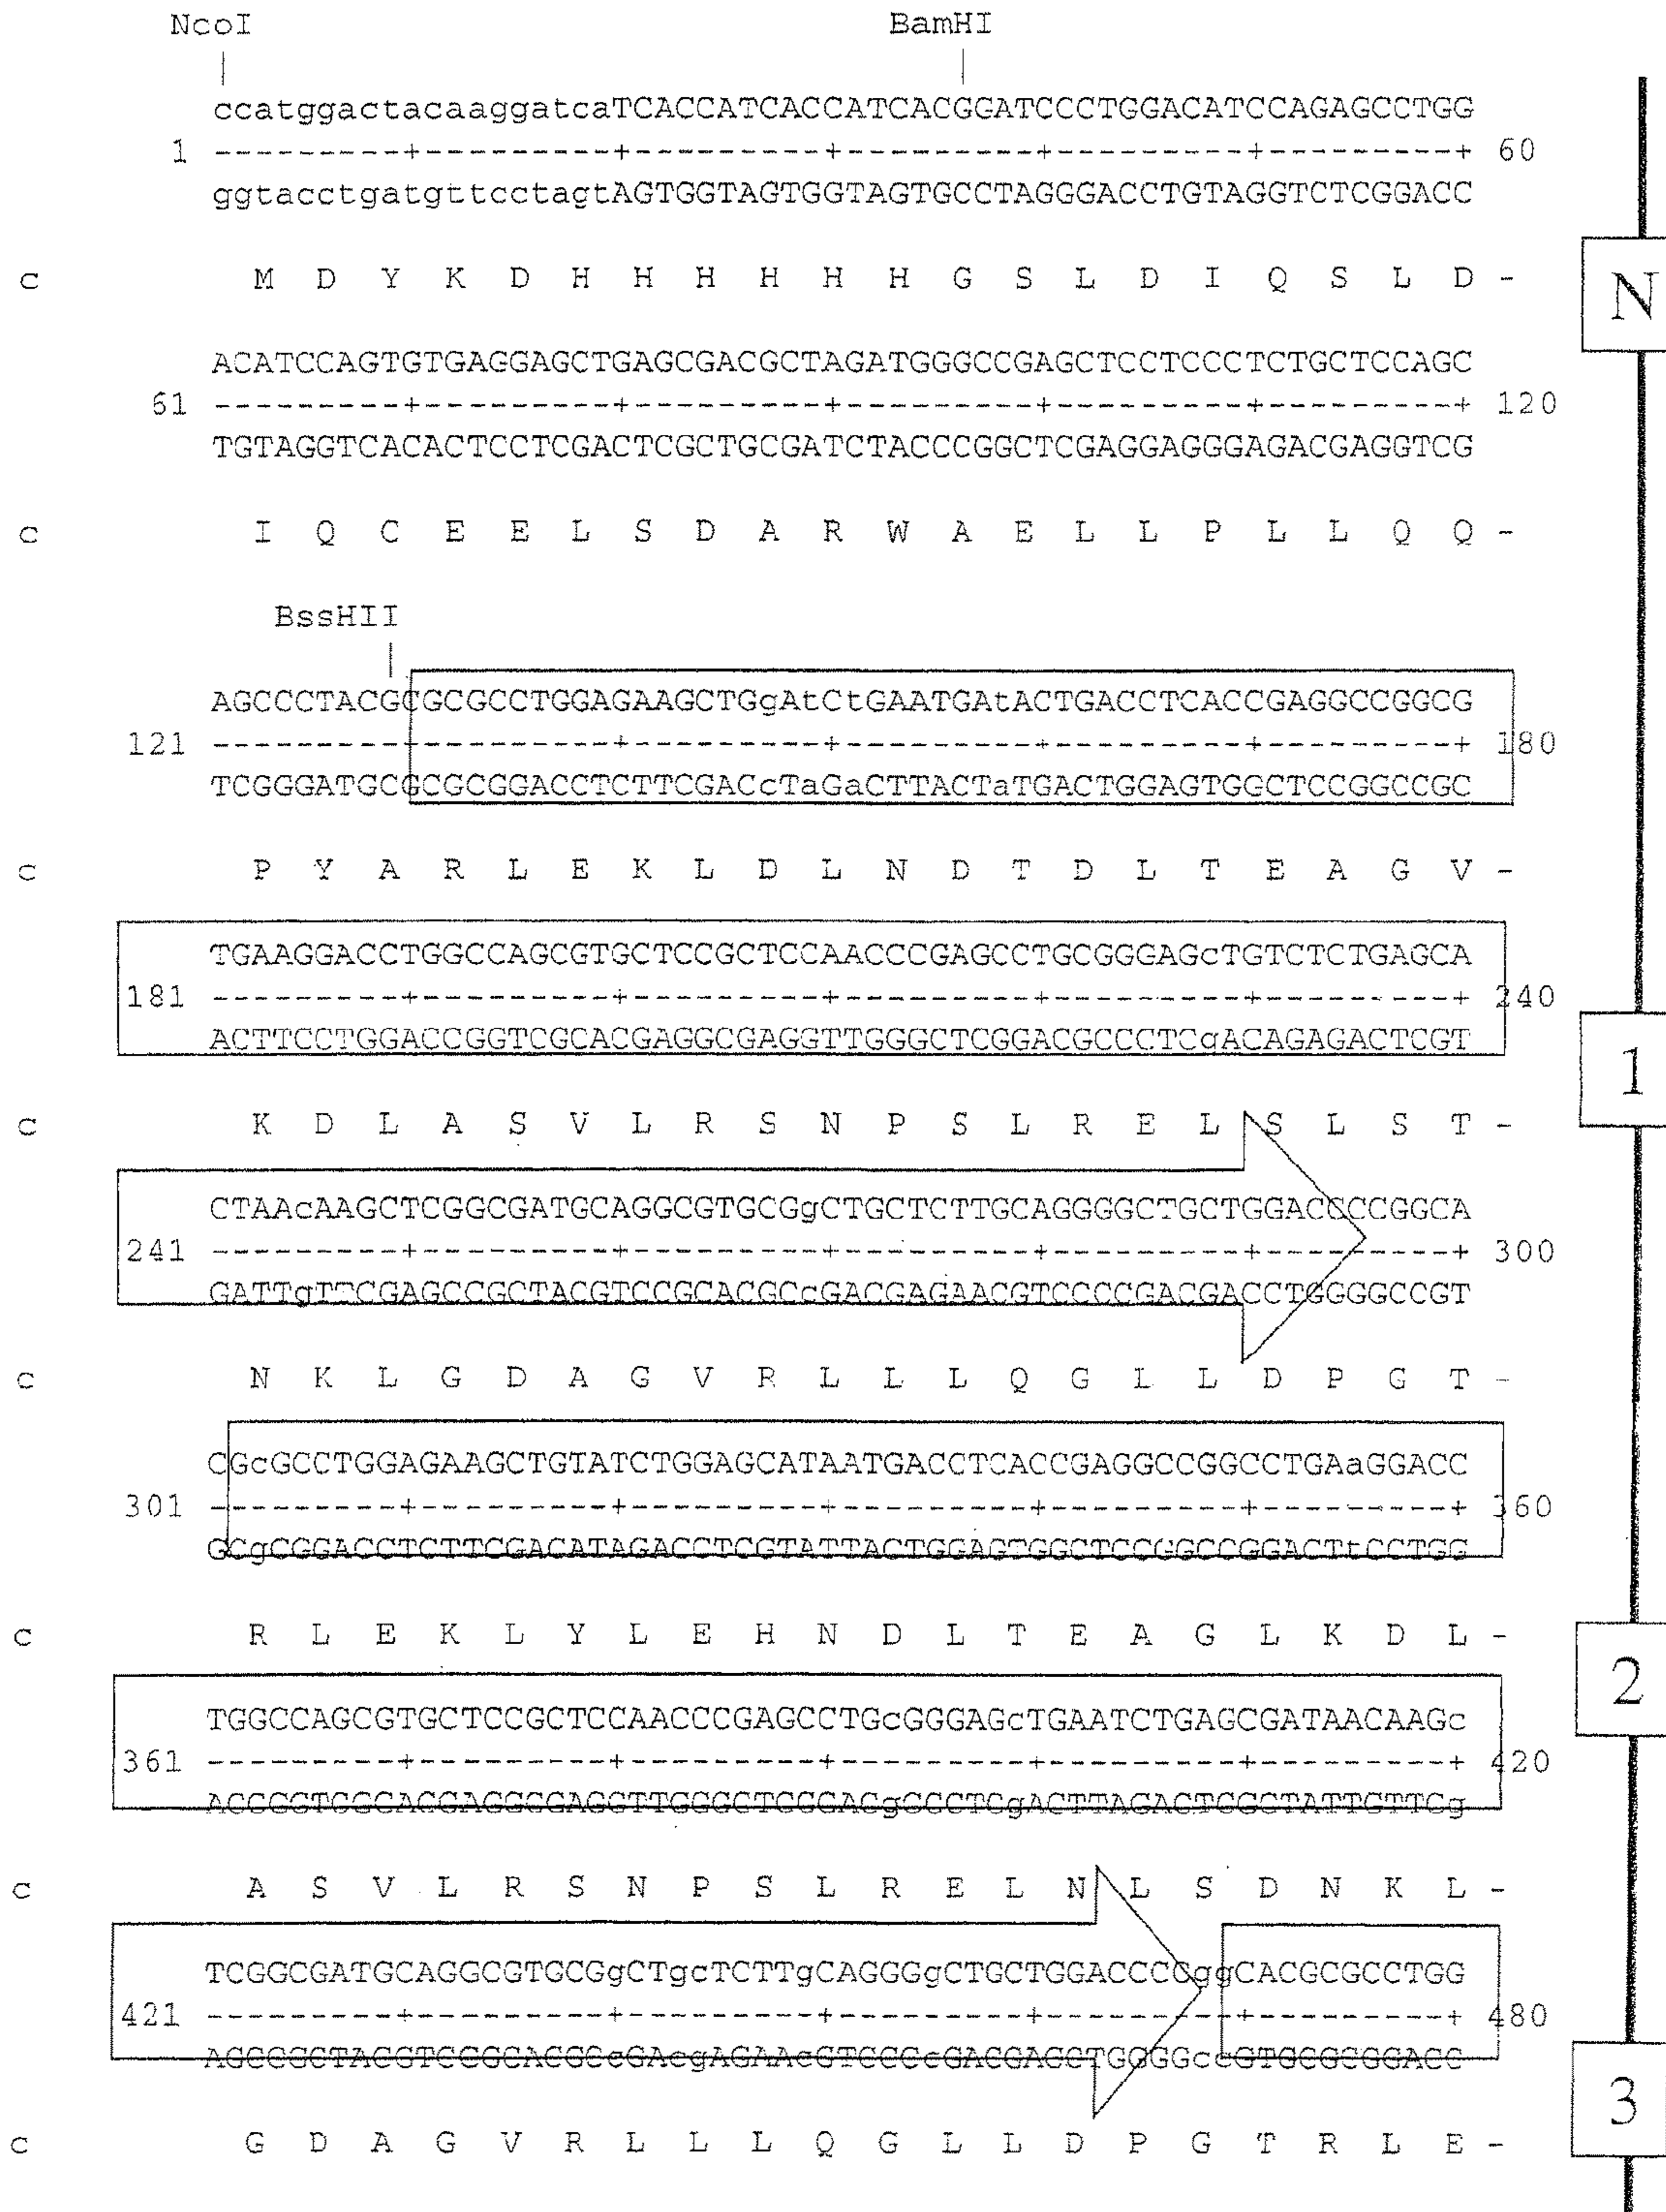 NcoI BamHI
ccatggactacaaggatcaTCACCATCACCATCACGGATCCCTGGACATCCAGAGCCTGG
1 ---------+---------+---------+---------+---------+---------+ 60
ggtacctgatgttcctagtAGTGGTAGTGGTAGTGCCTAGGGACCTGTAGGTCTCGGACC
c M D Y K D H H H H H H G S L D I Q S L D -
N
ACATCCAGTGTGAGGAGCTGAGCGACGCTAGATGGGCCGAGCTCCTCCCTCTGCTCCAGC
61 ---------+---------+---------+---------+---------+---------+ 120
TGTAGGTCACACTCCTCGACTCGCTGCGATCTACCCGGCTCGAGGAGGGAGACGAGGTCG
c I Q C E E L S D A R W A E L L P L L Q Q -
BssHII
AGCCCTACGCGCGCCTGGAGAAGCTGgAtCtGAATGAtACTGACCTCACCGAGGCCGGCG
121 ---------+---------+---------+---------+---------+---------+ 180
TCGGGATGCGCGCGGACCTCTTCGACcTaGaCTTACTaTGACTGGAGTGGCTCCGGCCGC
c P Y A R L E K L D L N D T D L T E A G V -
TGAAGGACCTGGCCAGCGTGCTCCGCTCCAACCCGAGCCTGCGGGAGcTGTCTCTGAGCA
181 ---------+---------+---------+---------+---------+---------+ 240
ACTTCCTGGACCGGTCGCACGAGGCGAGGTTGGGCTCGGACGCCCTCgACAGAGACTCGT
1
c K D L A S V L R S N P S L R E L S L S T -
CTAAcAAGCTCGGCGATGCAGGCGTGCGgCTGCTCTTGCAGGGGCTGCTGGACCCCGGCA
241 ---------+---------+---------+---------+---------+---------+ 300
GATTgTTCGAGCCGCTACGTCCGCACGCcGACGAGAACGTCCCCGACGACCTGGGGCCGT
c N K L G D A G V R L L L Q G L L D P G T -
CGcGCCTGGAGAAGCTGTATCTGGAGCATAATGACCTCACCGAGGCCGGCCTGAaGGACC
301 ---------+---------+---------+---------+---------+---------+ 360
GCgCGGACCTCTTCGACATAGACCTCGTATTACTGGAGTGGCTCCGGCCGGACTtCCTGG
c R L E K L Y L E H N D L T E A G L K D L -
2
TGGCCAGCGTGCTCCGCTCCAACCCGAGCCTGcGGGAGcTGAATCTGAGCGATAACAAGc
361 ---------+---------+---------+---------+---------+---------+ 420
ACCGGTCGCACGAGGCGAGGTTGGGCTCGGACgCCCTCgACTTAGACTCGCTATTGTTCg
c A S V L R S N P S L R E L N L S D N K L -
TCGGCGATGCAGGCGTGCGgCTgcTCTTgCAGGGgCTGCTGGACCCCggCACGCGCCTGG
421 ---------+---------+---------+---------+---------+---------+ 480
AGCCGCTACGTCCGCACGCcGAcgAGAAcGTCCCcGACGACCTGGGGccGTGCGCGGACC
3
c G D A G V R L L L Q G L L D P G T R L E -